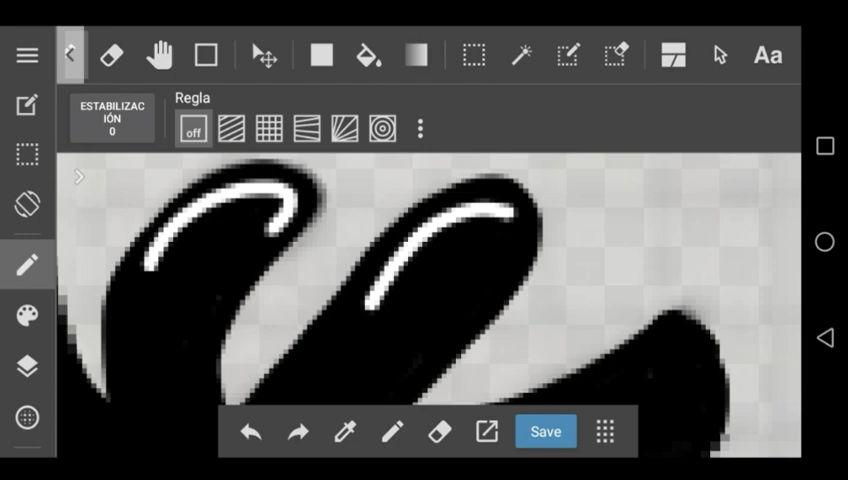 Aa
ESTABILIZAC
IÓN
0
Regla
off
Save